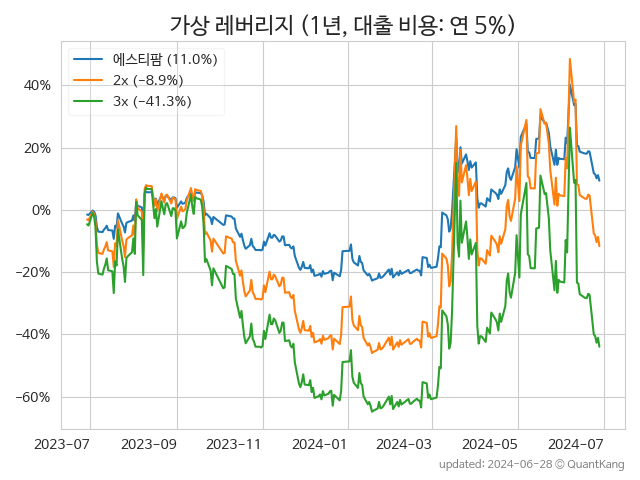 가상 레버리지 (1년, 대출 비용: 연 5%)
에스티팜 (11.0%)
2x (-8.9%)
3x (-41.3%)
40%
20%
0%
-20%
-40%
-60%
2023-07 2023-09 2023-11 2024-01 2024-03 2024-05 2024-07
updated: 2024-06-28 © QuantKang